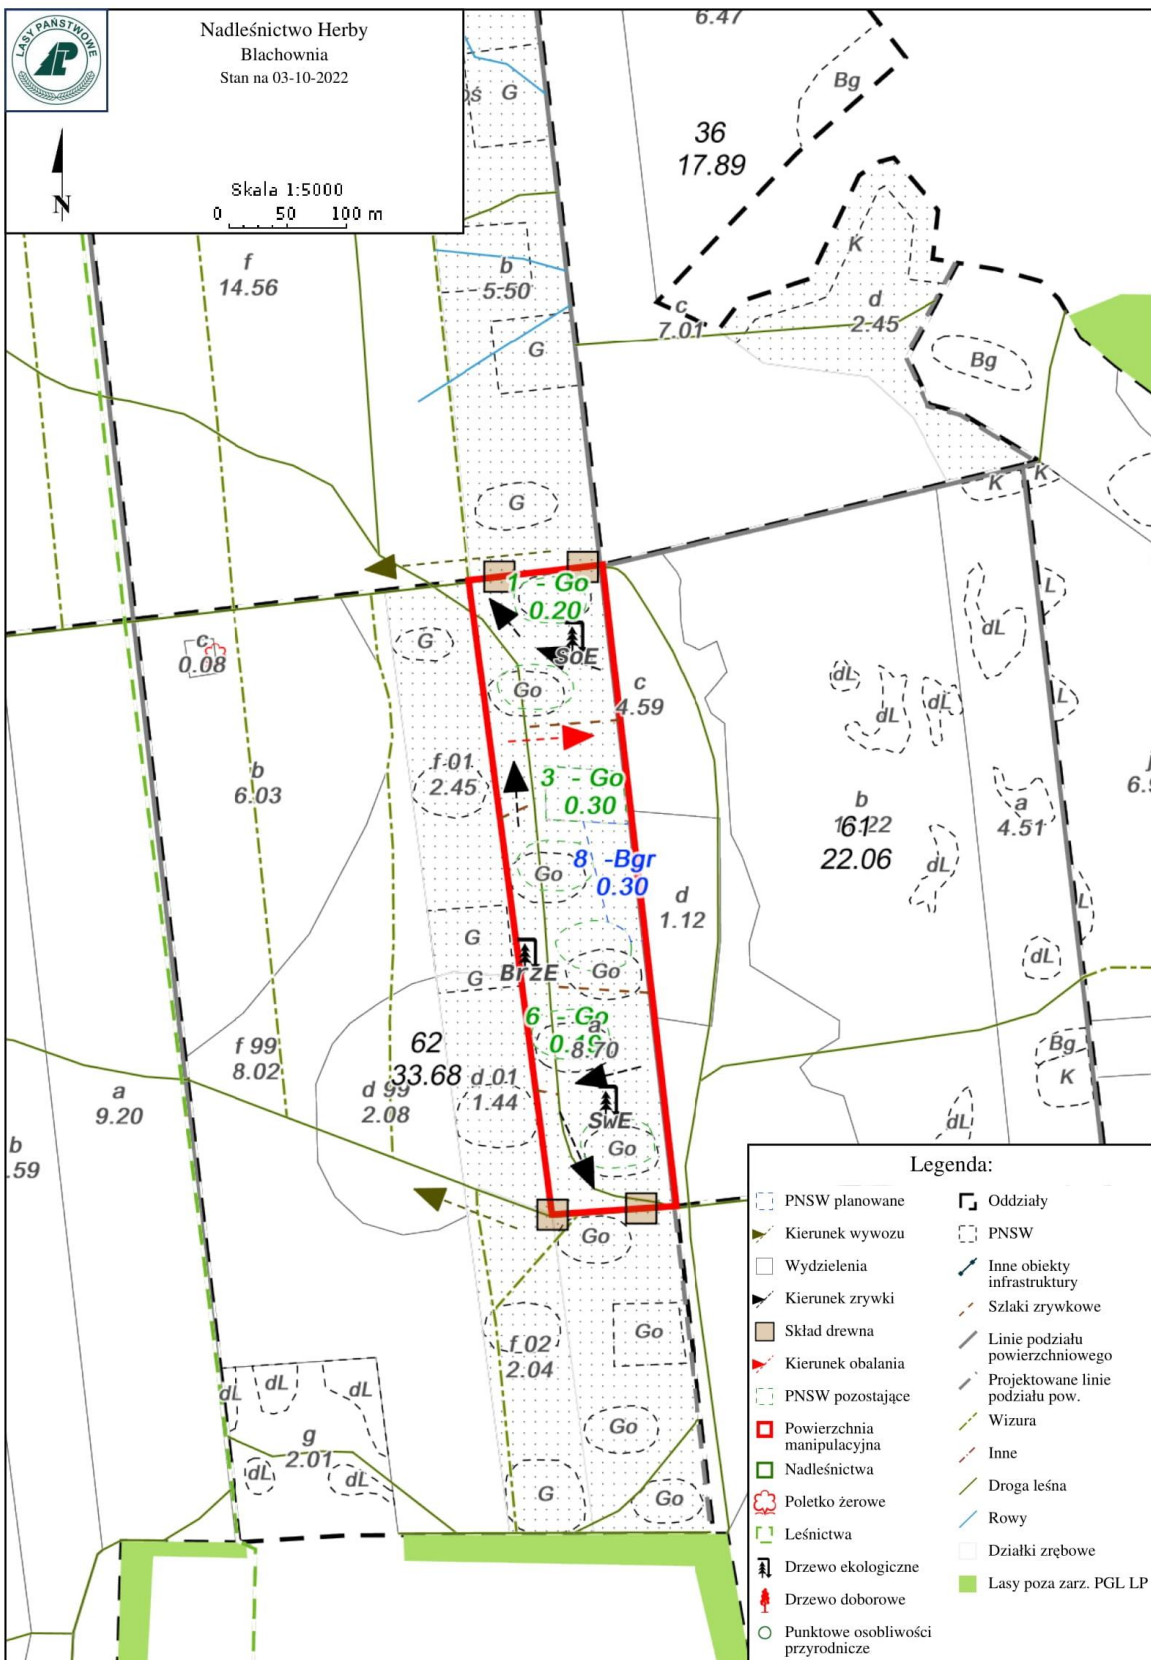 LASY PAŃSTWOWE
Nadleśnictwo Herby
Blachownia
Stan na 03-10-2022
N
Skala 1:5000
0 50 100 m
6.47
Bg
36
17.89
G
K
f
14.56
b
5.50
c
7.01
d
2.45
G
Bg
G
K
K
1 - Go
0.20
G
c
0.08
SoE
Go
c
4.59
dL
L
dL
dL
dL
L
b
6.03
f 01
2.45
3 - Go
0.30
Go
8 -Bgr
0.30
b
61
22.06
a
4.51
dL
d
1.12
L
G
G
BrzE
Go
dL
6 - Go
a
8.70
f 99
8.02
62
33.68
d 99
2.08
d 01
1.44
Bg
K
a
9.20
SwE
Go
dL
b
.59
Go
f 02
2.04
Go
dL
dL
dL
g
2.01
dL
dL
Go
G
Go
Legenda:
PNSW planowane
Kierunek wywozu
Wydzielenia
Kierunek zrywki
Skład drewna
Kierunek obalania
PNSW pozostające
Powierzchnia
manipulacyjna
Nadleśnictwa
Poletko żerowe
Leśnictwa
Drzewo ekologiczne
Drzewo doborowe
Punktowe osobliwości
przyrodnicze
Oddziały
PNSW
Inne obiekty
infrastruktury
Szlaki zrywkowe
Linie podziału
powierzchniowego
Projektowane linie
podziału pow.
Wizura
Inne
Droga leśna
Rowy
Działki zrębowe
Lasy poza zarz. PGL LP